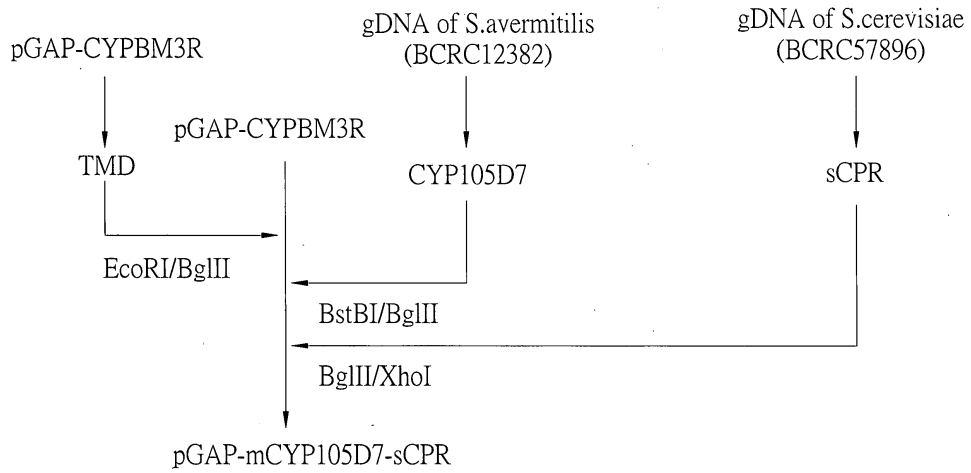 pGAP-CYPBM3R
gDNA of S.avermitilis
(BCRC12382)
gDNA of S.cerevisiae
(BCRC57896)
pGAP-CYPBM3R
TMD
CYP105D7
sCPR
EcoRI/BglII
BstBI/BglII
BglII/XhoI
pGAP-mCYP105D7-sCPR